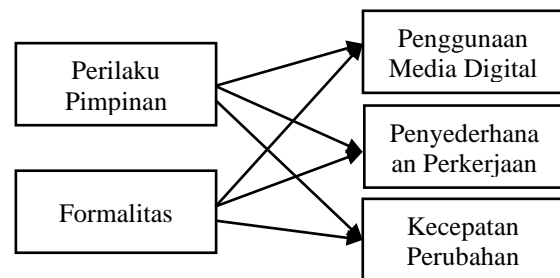 Perilaku
Pimpinan
Formalitas
Penggunaan
Media Digital
Penyederhana
an Perkerjaan
Kecepatan
Perubahan